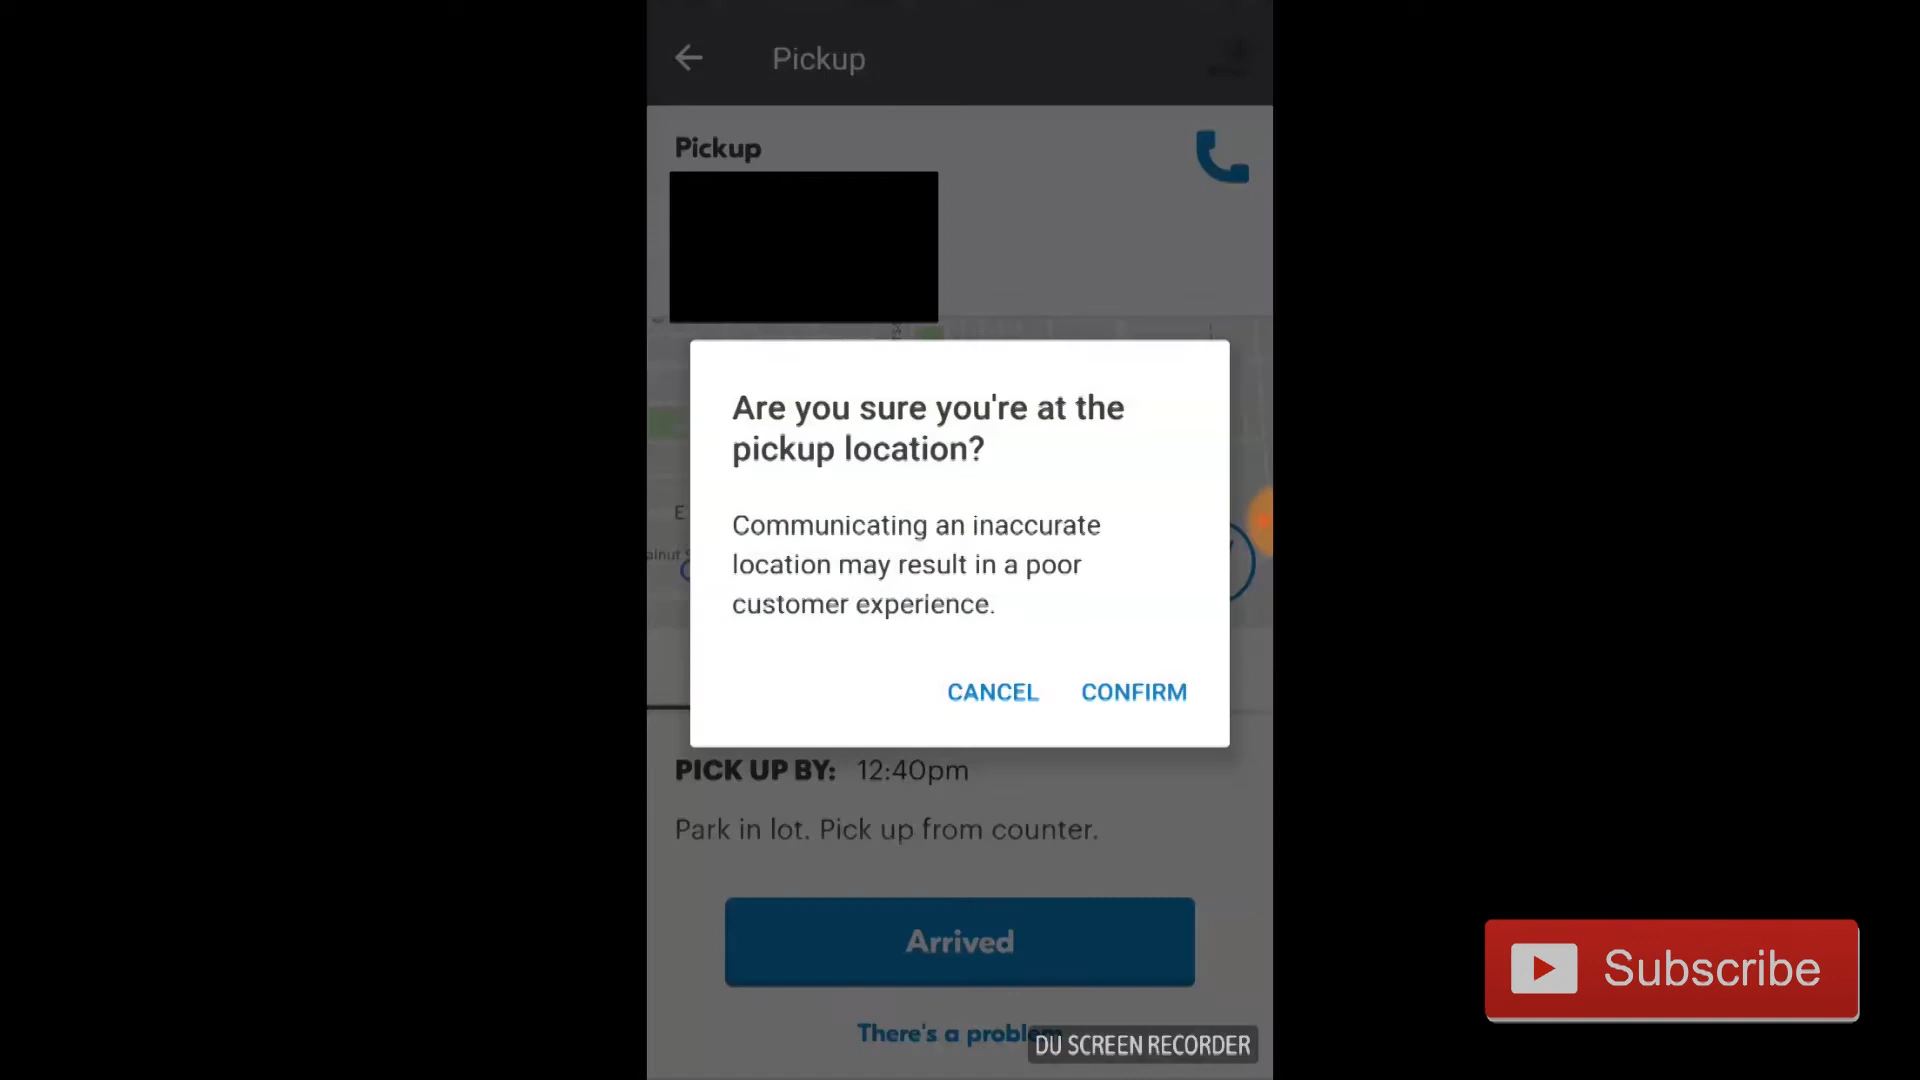 Pickup
Pickup
Are you sure you're at the
pickup location?
Communicating an inaccurate
location may result in a poor
customer experience.
CANCEL CONFIRM
PICK UP BY: 12:40pm
Park in lot. Pick up from counter.
Arrived
There's a problem
DU SCREEN RECORDER
Subscribe